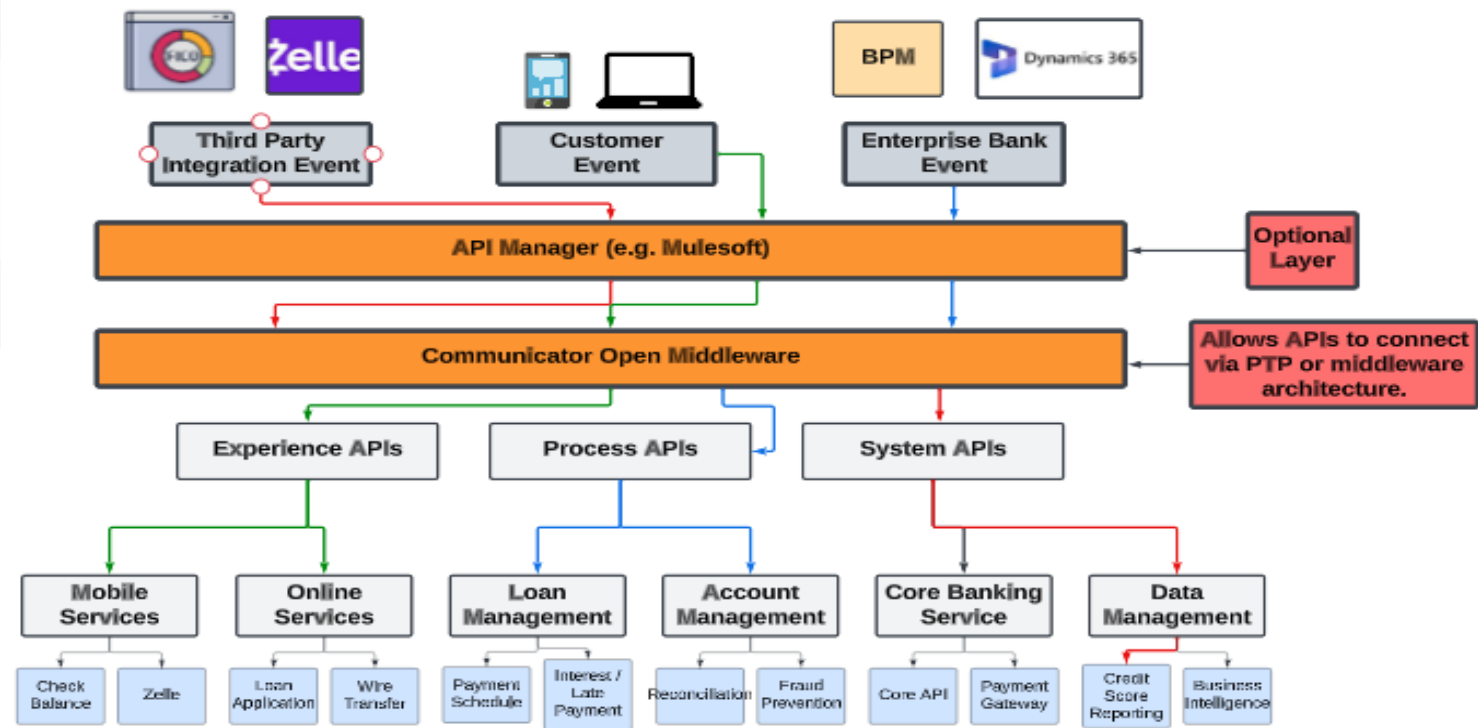 FICO
Zelle
BPM
Dynamics 365
Third Party
Integration Event
Customer
Event
Enterprise Bank
Event
API Manager (e.g. Mulesoft)
Optional
Layer
Communicator Open Middleware
Allows APIs to connect
via PTP or middleware
architecture.
Experience APIs
Process APIs
System APIs
Mobile
Services
Online
Services
Loan
Management
Account
Management
Core Banking
Service
Data
Management
Check
Balance
Zelle
Loan
Application
Wire
Transfer
Payment
Schedule
Interest /
Late
Payment
Reconciliation
Fraud
Prevention
Core API
Payment
Gateway
Credit
Score
Reporting
Business
Intelligence